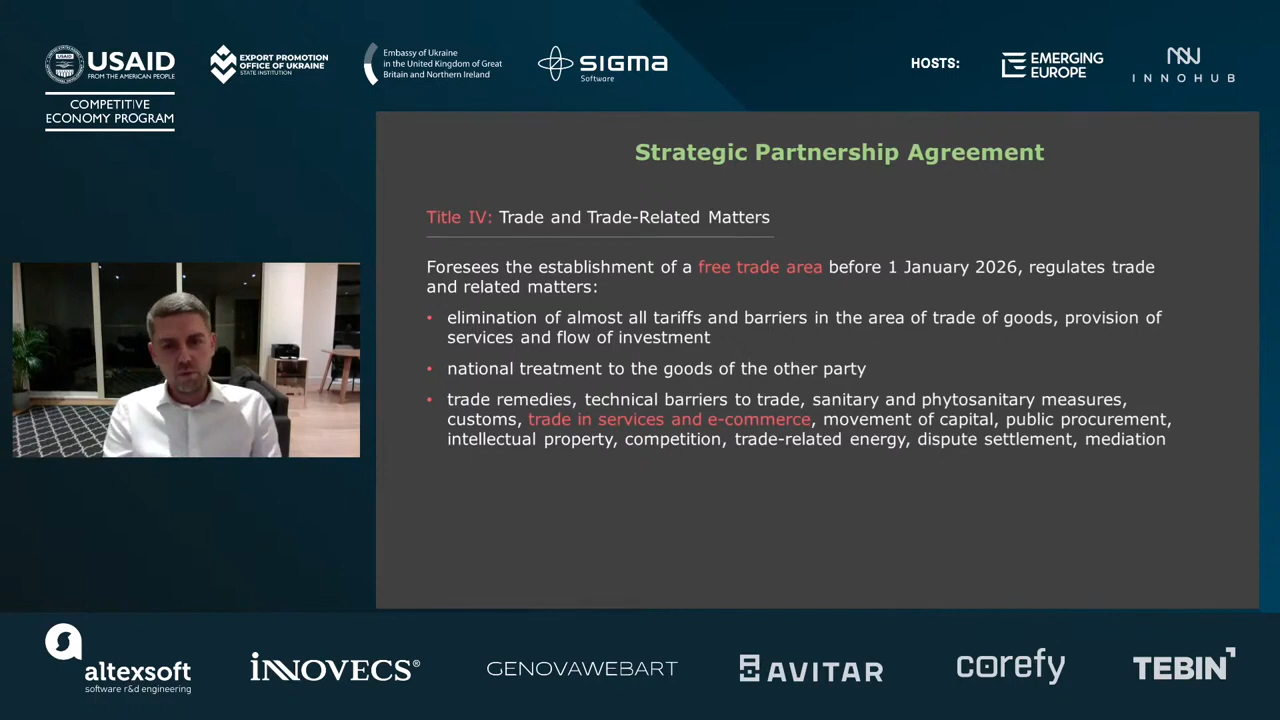 USAID
FROM THE AMERICAN PEOPLE
COMPETITIVE
ECONOMY PROGRAM
EXPORT PROMOTION
OFFICE OF UKRAINE
STATE INSTITUTION
Embassy of Ukraine
in the United Kingdom of Great
Britain and Northern Ireland
SIGMA
Software
HOSTS:
EMERGING
EUROPE
INNOHUB
Strategic Partnership Agreement
Title IV: Trade and Trade-Related Matters
Foresees the establishment of a free trade area before 1 January 2026, regulates trade
and related matters:
• elimination of almost all tariffs and barriers in the area of trade of goods, provision of
services and flow of investment
• national treatment to the goods of the other party
• trade remedies, technical barriers to trade, sanitary and phytosanitary measures,
customs, trade in services and e-commerce, movement of capital, public procurement,
intellectual property, competition, trade-related energy, dispute settlement, mediation
altexsoft
software r&d engineering
iNNOVECS®
GENOVAWEBART
AVITAR
corefy
TEBIN